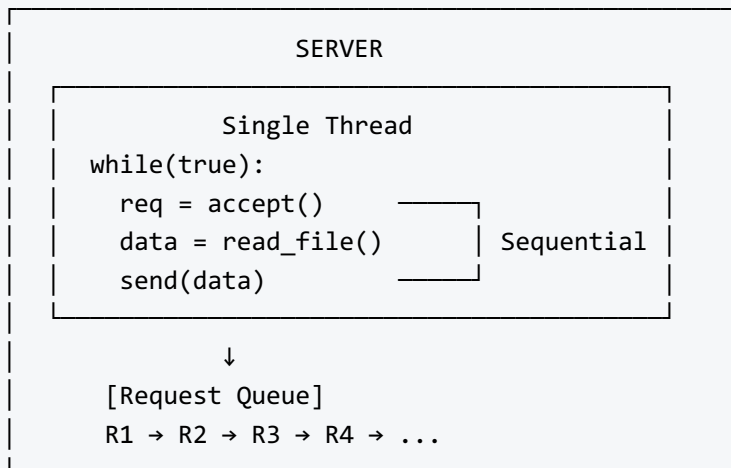 SERVER
Single Thread
while(true):
req = accept()
data = read_file() Sequential
send(data)
↓
[Request Queue]
R1 → R2 → R3 → R4 → ...